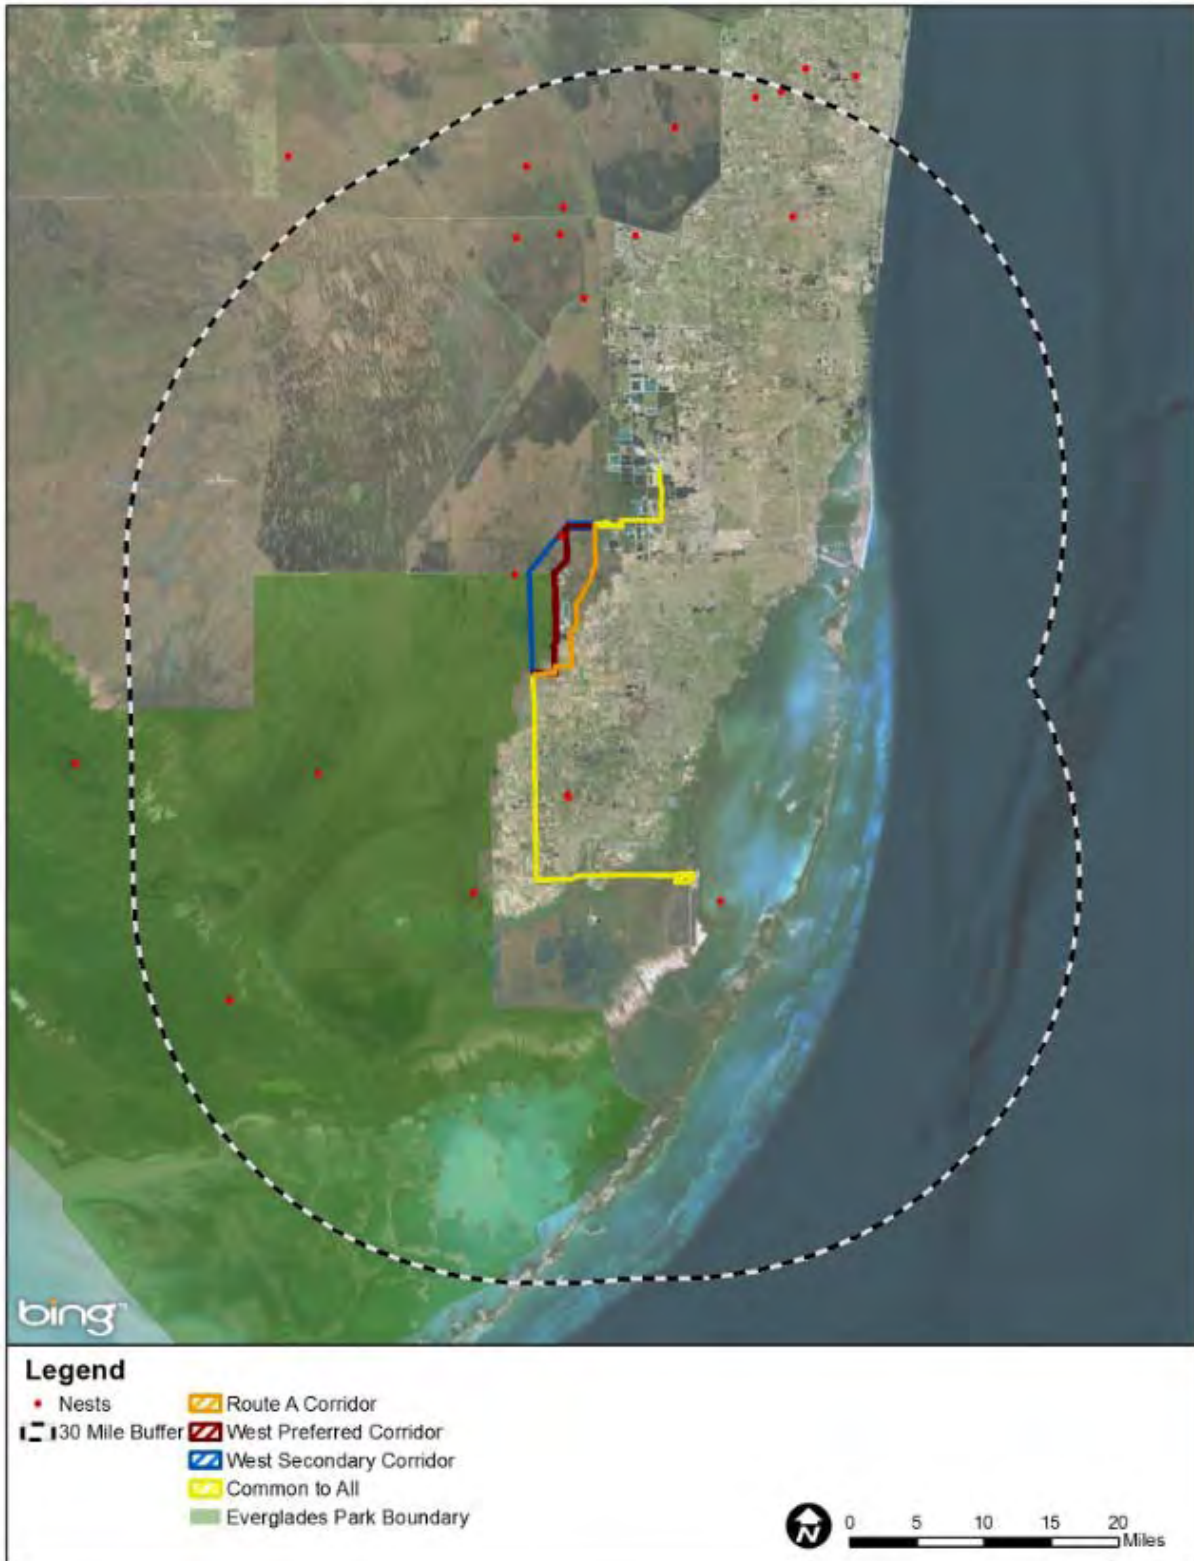 bing™
Legend
Nests
30 Mile Buffer
Route A Corridor
West Preferred Corridor
West Secondary Corridor
Common to All
Everglades Park Boundary
N
0 5 10 15 20
Miles